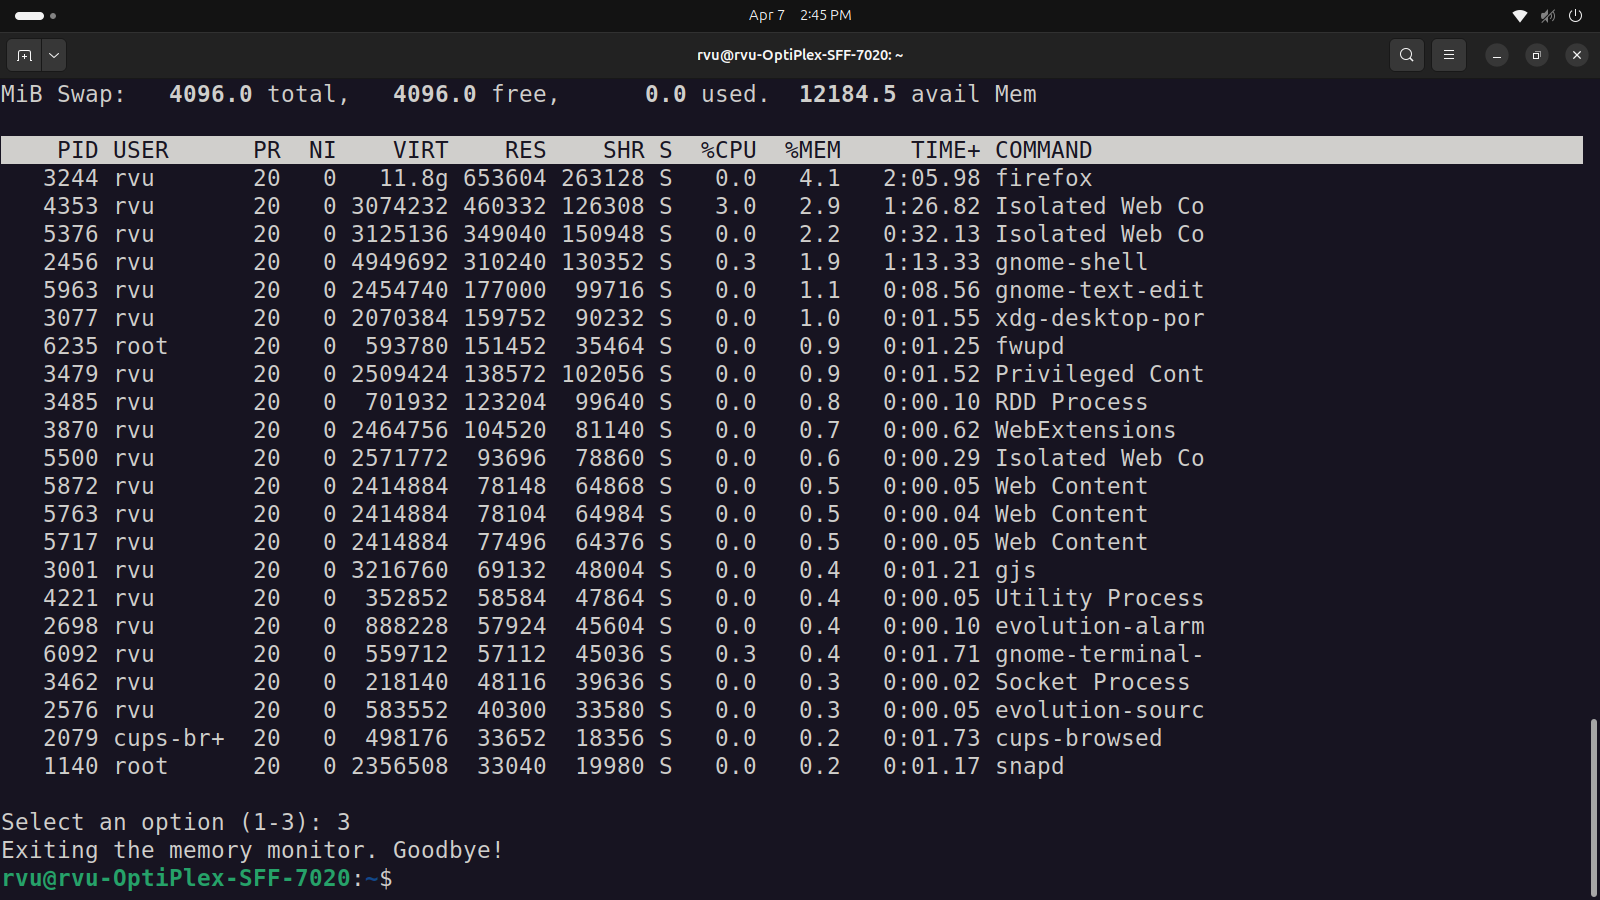 Apr 7 2:45 PM
rvu@rvu-OptiPlex-SFF-7020: ~
MiB Swap:   4096.0 total,   4096.0 free,      0.0 used.  12184.5 avail Mem
    PID USER      PR  NI    VIRT    RES    SHR S  %CPU  %MEM     TIME+ COMMAND
   3244 rvu       20   0   11.8g 653604 263128 S   0.0   4.1   2:05.98 firefox
   4353 rvu       20   0 3074232 460332 126308 S   3.0   2.9   1:26.82 Isolated Web Co
   5376 rvu       20   0 3125136 349040 150948 S   0.0   2.2   0:32.13 Isolated Web Co
   2456 rvu       20   0 4949692 310240 130352 S   0.3   1.9   1:13.33 gnome-shell
   5963 rvu       20   0 2454740 177000  99716 S   0.0   1.1   0:08.56 gnome-text-edit
   3077 rvu       20   0 2070384 159752  90232 S   0.0   1.0   0:01.55 xdg-desktop-por
   6235 root      20   0  593780 151452  35464 S   0.0   0.9   0:01.25 fwupd
   3479 rvu       20   0 2509424 138572 102056 S   0.0   0.9   0:01.52 Privileged Cont
   3485 rvu       20   0  701932 123204  99640 S   0.0   0.8   0:00.10 RDD Process
   3870 rvu       20   0 2464756 104520  81140 S   0.0   0.7   0:00.62 WebExtensions
   5500 rvu       20   0 2571772  93696  78860 S   0.0   0.6   0:00.29 Isolated Web Co
   5872 rvu       20   0 2414884  78148  64868 S   0.0   0.5   0:00.05 Web Content
   5763 rvu       20   0 2414884  78104  64984 S   0.0   0.5   0:00.04 Web Content
   5717 rvu       20   0 2414884  77496  64376 S   0.0   0.5   0:00.05 Web Content
   3001 rvu       20   0 3216760  69132  48004 S   0.0   0.4   0:01.21 gjs
   4221 rvu       20   0  352852  58584  47864 S   0.0   0.4   0:00.05 Utility Process
   2698 rvu       20   0  888228  57924  45604 S   0.0   0.4   0:00.10 evolution-alarm
   6092 rvu       20   0  559712  57112  45036 S   0.3   0.4   0:01.71 gnome-terminal-
   3462 rvu       20   0  218140  48116  39636 S   0.0   0.3   0:00.02 Socket Process
   2576 rvu       20   0  583552  40300  33580 S   0.0   0.3   0:00.05 evolution-sourc
   2079 cups-br+  20   0  498176  33652  18356 S   0.0   0.2   0:01.73 cups-browsed
   1140 root      20   0 2356508  33040  19980 S   0.0   0.2   0:01.17 snapd
Select an option (1-3): 3
Exiting the memory monitor. Goodbye!
rvu@rvu-OptiPlex-SFF-7020:~$